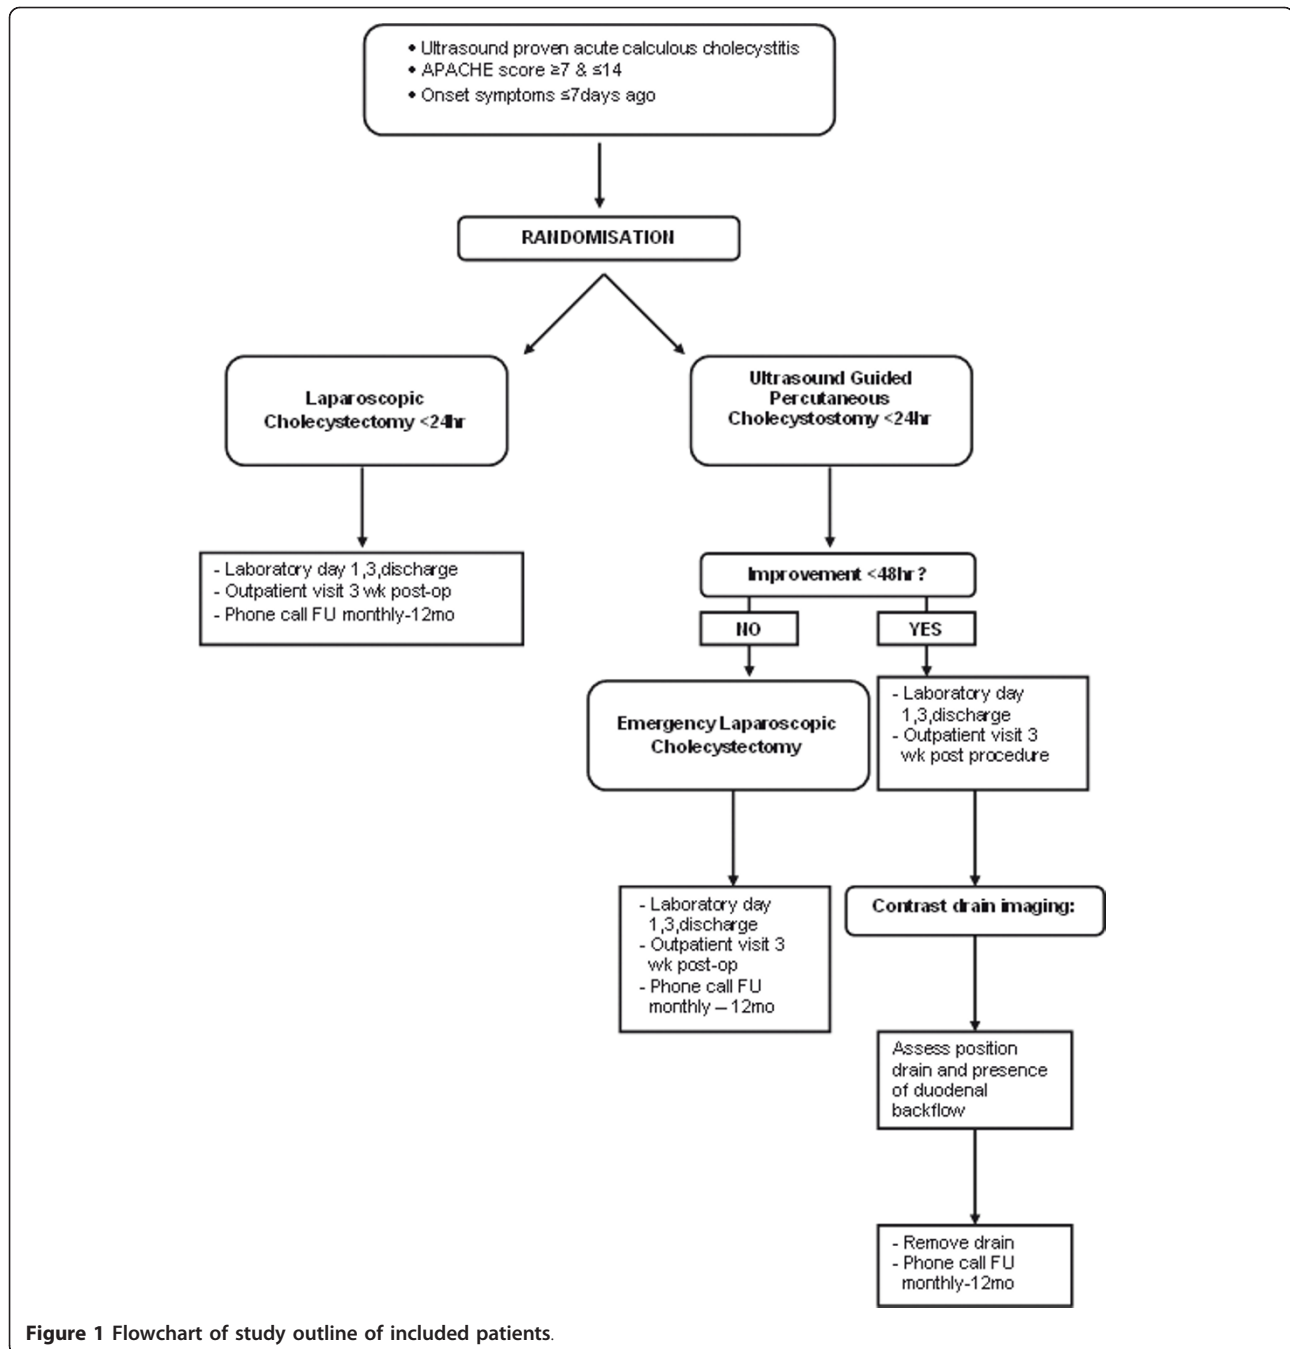 • Ultrasound proven acute calculous cholecystitis
• APACHE score ≥7 & ≤14
• Onset symptoms ≤7days ago
RANDOMISATION
Laparoscopic
Cholecystectomy <24hr
Ultrasound Guided
Percutaneous
Cholecystostomy <24hr
- Laboratory day 1,3,discharge
- Outpatient visit 3 wk post-op
- Phone call FU monthly-12mo
Improvement <48hr?
NO
YES
Emergency Laparoscopic
Cholecystectomy
- Laboratory day
1,3,discharge
- Outpatient visit 3
wk post procedure
- Laboratory day
1,3,discharge
- Outpatient visit 3
wk post-op
- Phone call FU
monthly – 12mo
Contrast drain imaging:
Assess position
drain and presence
of duodenal
backflow
- Remove drain
- Phone call FU
monthly-12mo
Figure 1 Flowchart of study outline of included patients.